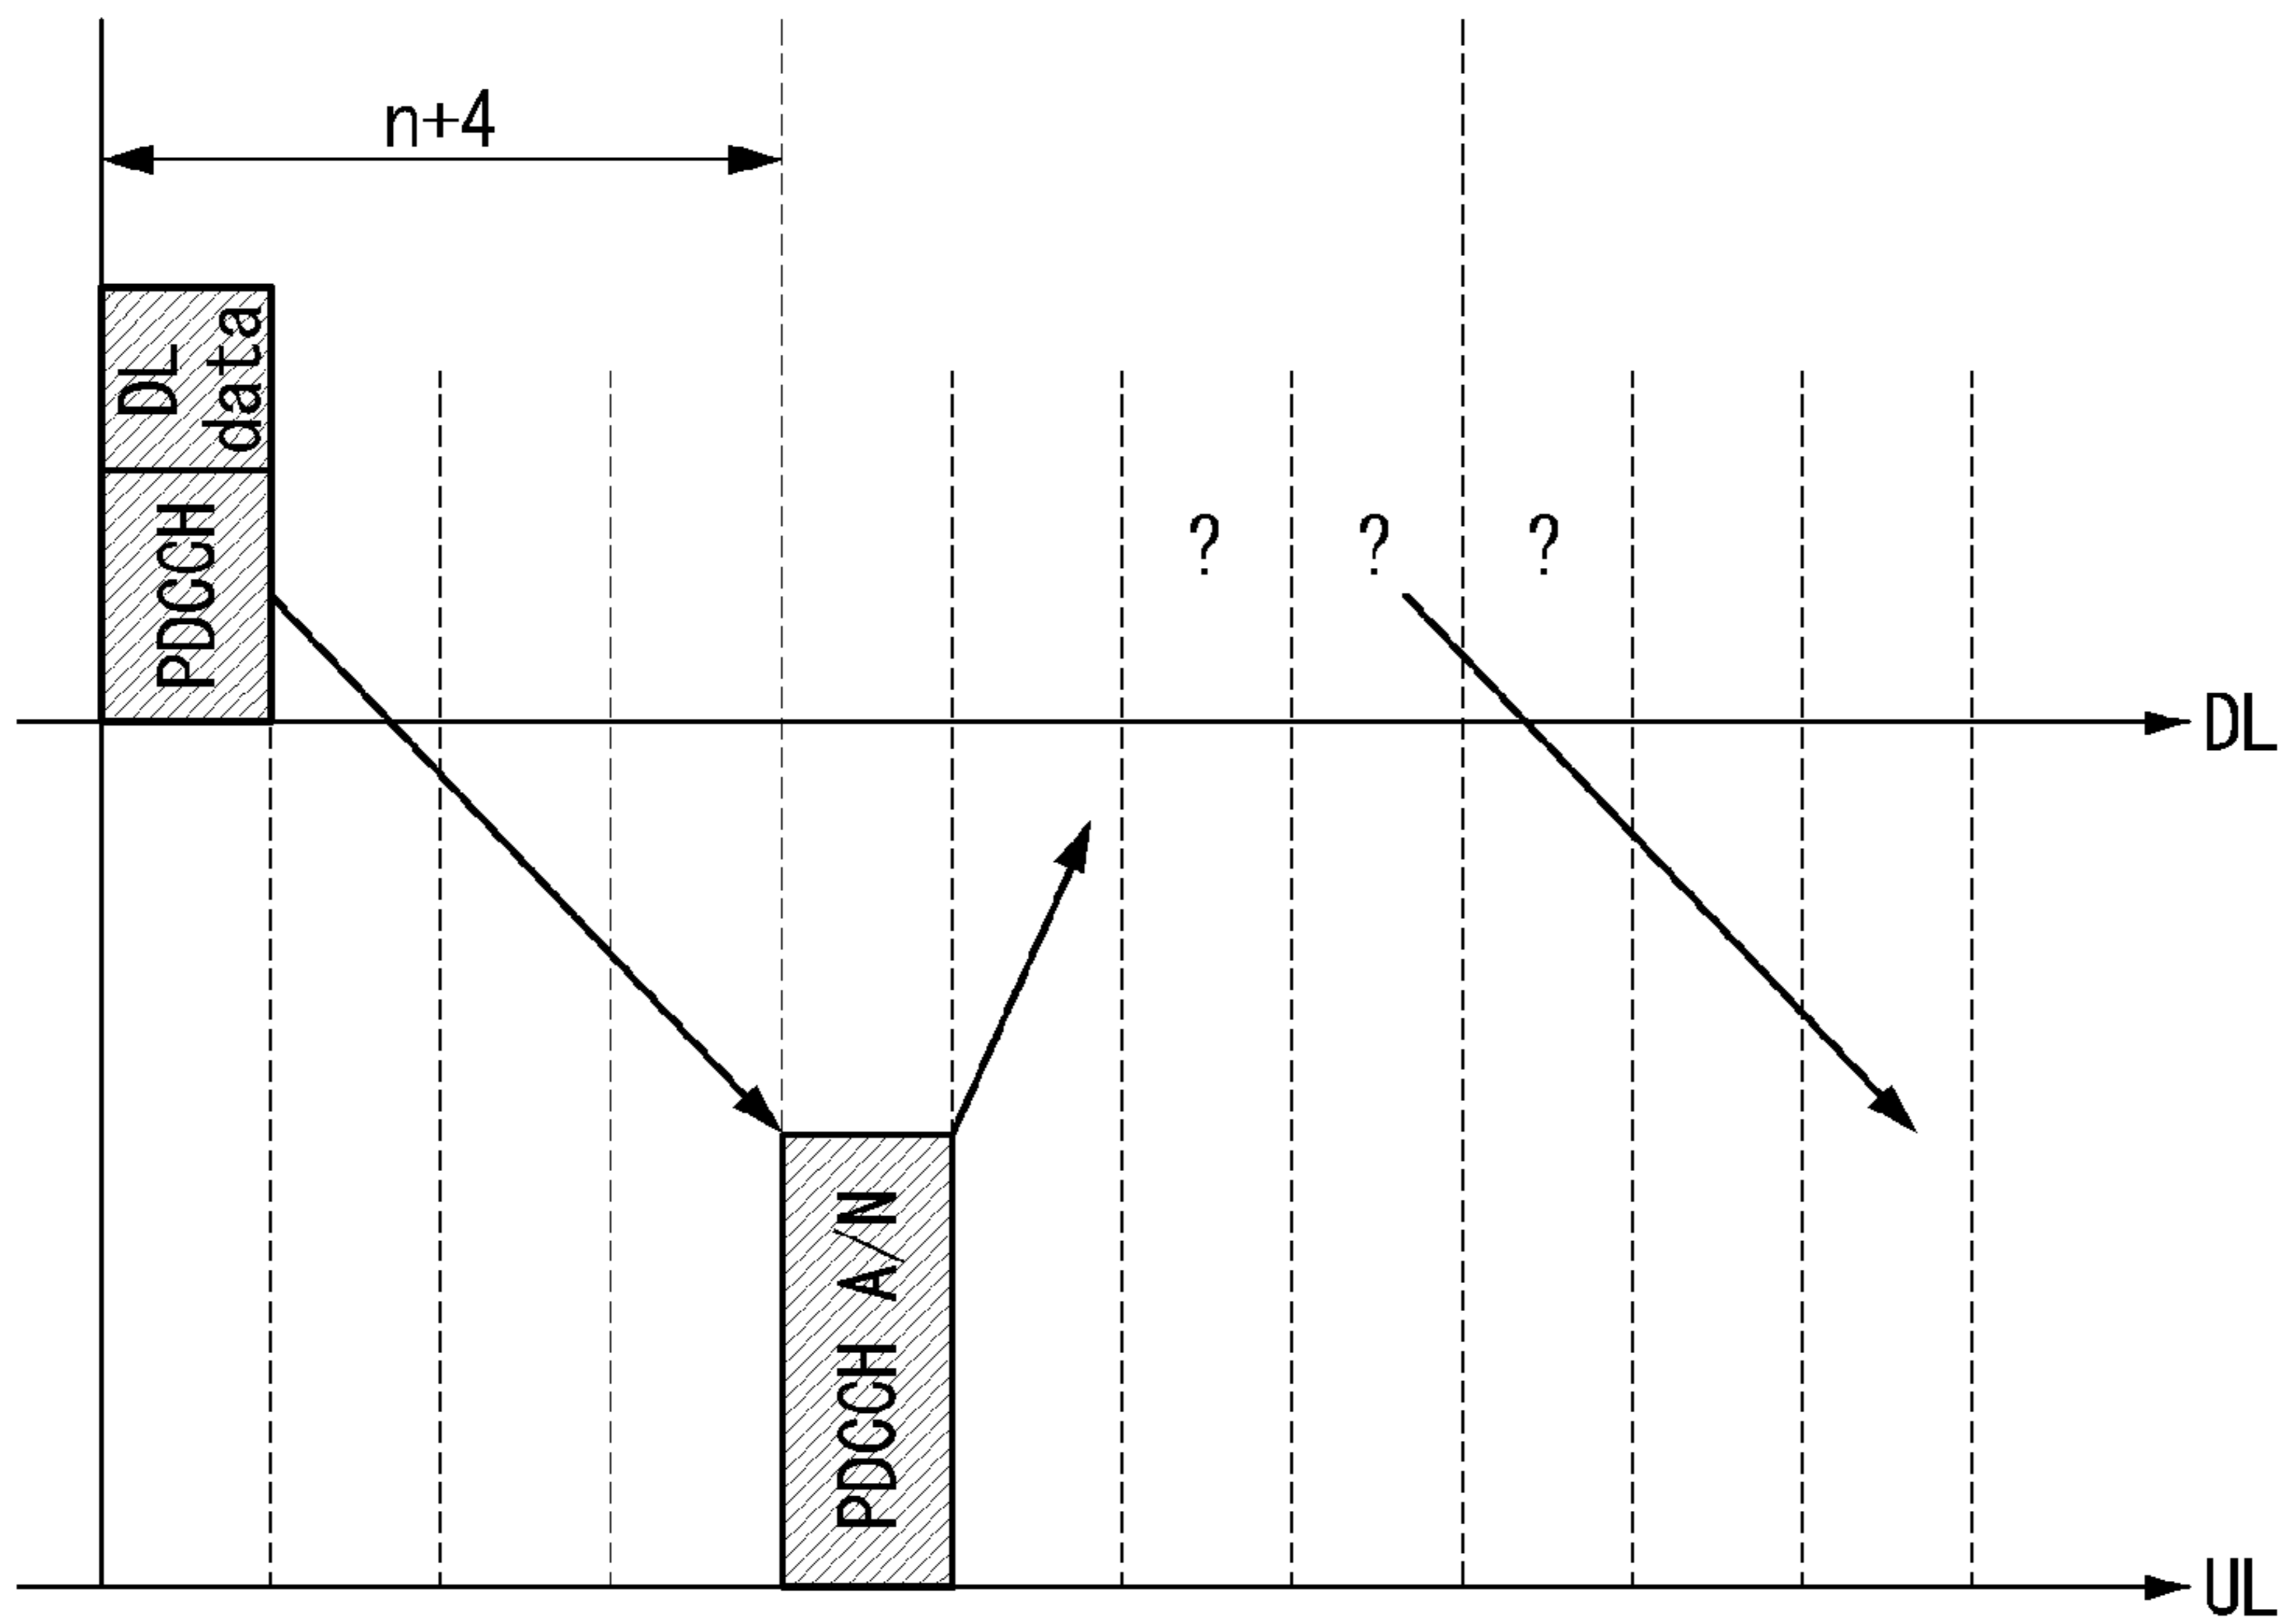 n+4
DL
data
PDCCH
? ? ?
DL
PDCCH A/N
UL